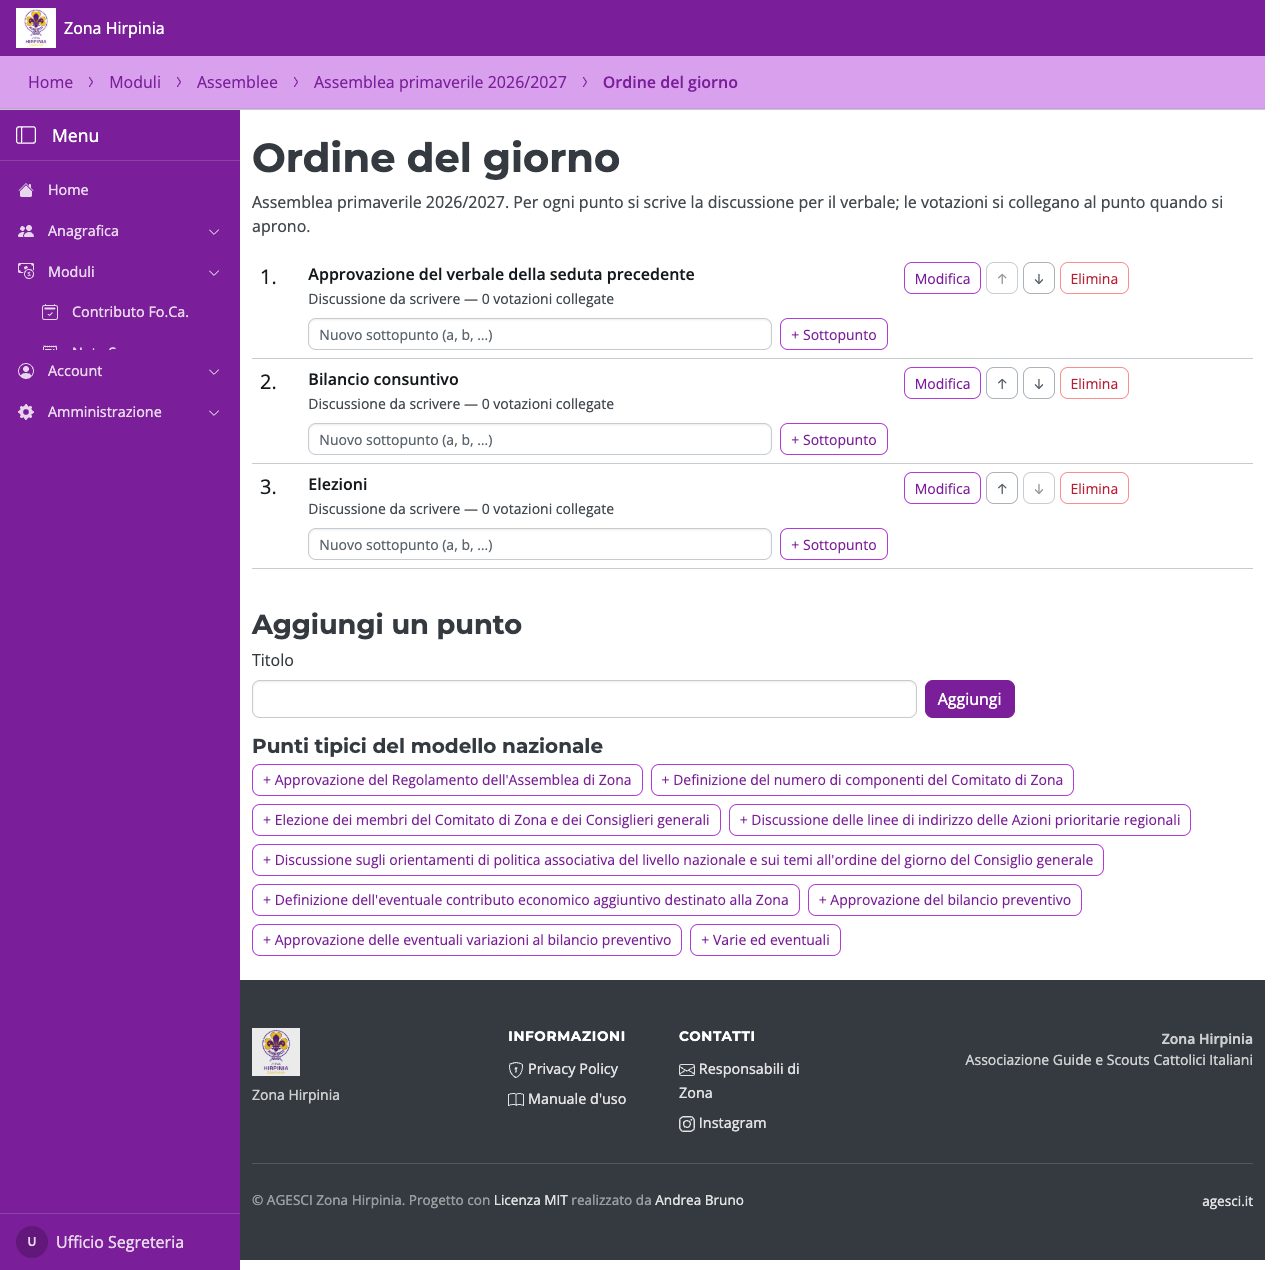 Zona Hirpinia
Home > Moduli > Assemblee > Assemblea primaverile 2026/2027 > Ordine del giorno
Menu
Home
Anagrafica
Moduli
Contributo Fo.Ca.
Account
Amministrazione
Ufficio Segreteria
Ordine del giorno
Assemblea primaverile 2026/2027. Per ogni punto si scrive la discussione per il verbale; le votazioni si collegano al punto quando si
aprono.
1. Approvazione del verbale della seduta precedente Modifica ↑ ↓ Elimina
Discussione da scrivere — 0 votazioni collegate
Nuovo sottopunto (a, b, ...) + Sottopunto
2. Bilancio consuntivo Modifica ↑ ↓ Elimina
Discussione da scrivere — 0 votazioni collegate
Nuovo sottopunto (a, b, ...) + Sottopunto
3. Elezioni Modifica ↑ ↓ Elimina
Discussione da scrivere — 0 votazioni collegate
Nuovo sottopunto (a, b, ...) + Sottopunto
Aggiungi un punto
Titolo
Aggiungi
Punti tipici del modello nazionale
+ Approvazione del Regolamento dell'Assemblea di Zona + Definizione del numero di componenti del Comitato di Zona
+ Elezione dei membri del Comitato di Zona e dei Consiglieri generali + Discussione delle linee di indirizzo delle Azioni prioritarie regionali
+ Discussione sugli orientamenti di politica associativa del livello nazionale e sui temi all'ordine del giorno del Consiglio generale
+ Definizione dell'eventuale contributo economico aggiuntivo destinato alla Zona + Approvazione del bilancio preventivo
+ Approvazione delle eventuali variazioni al bilancio preventivo + Varie ed eventuali
HIRPINIA
Zona Hirpinia
INFORMAZIONI
Privacy Policy
Manuale d'uso
CONTATTI
Responsabili di
Zona
Instagram
Zona Hirpinia
Associazione Guide e Scouts Cattolici Italiani
© AGESCI Zona Hirpinia. Progetto con Licenza MIT realizzato da Andrea Bruno
agesci.it
U